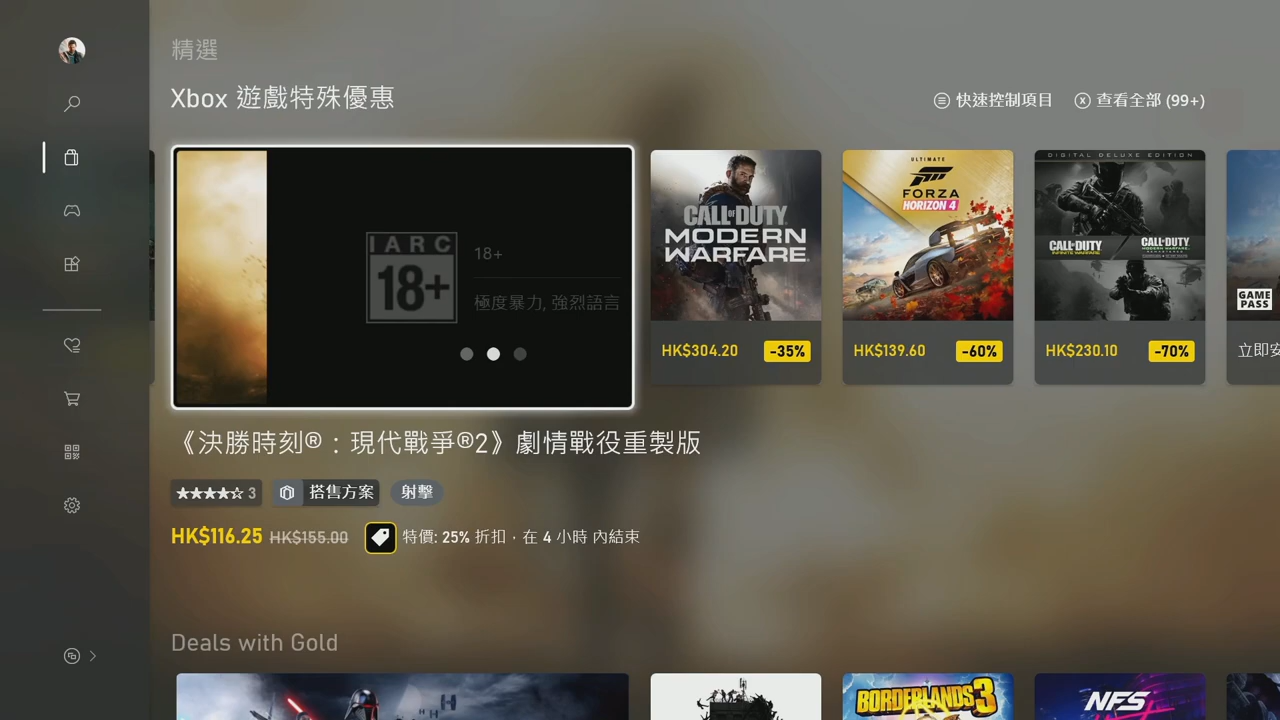 精選
Xbox 遊戲特殊優惠
快速控制項目
查看全部 (99+)
IARC
18+
18+
極度暴力, 強烈語言
CALL OF DUTY
MODERN
WARFARE
HK$304.20
-35%
ULTIMATE
FORZA
HORIZON 4
HK$139.60
-60%
DIGITAL DELUXE EDITION
CALL OF DUTY
INFINITE WARFARE
CALL OF DUTY
MODERN WARFARE
HK$230.10
-70%
GAME
PASS
立即安
《決勝時刻®：現代戰爭®2》劇情戰役重製版
3
搭售方案
射擊
HK$116.25 HK$155.00
特價: 25% 折扣，在 4 小時 內結束
Deals with Gold
BORDERLANDS 3
NFS